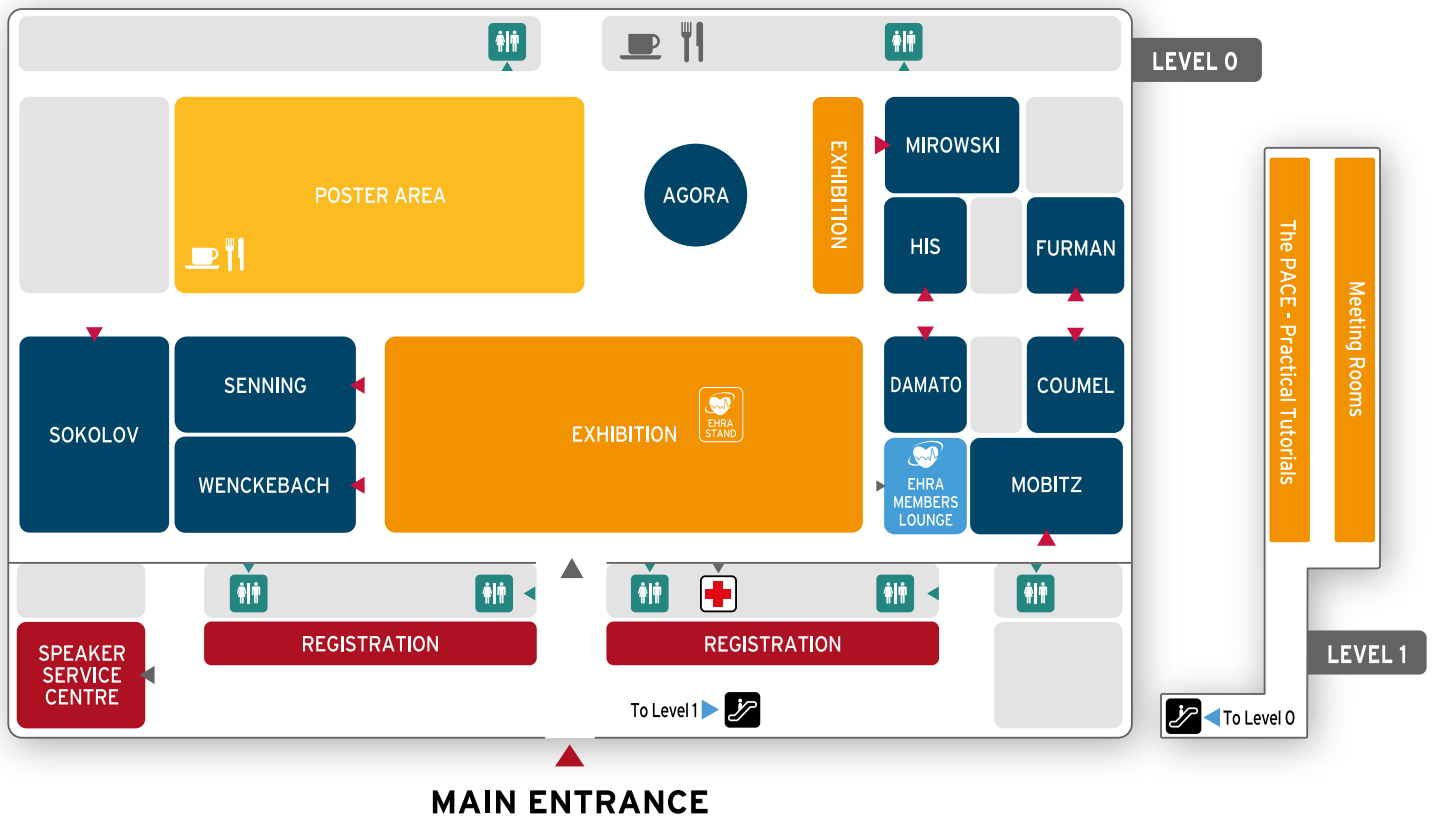 LEVEL 0
POSTER AREA
AGORA
EXHIBITION
MIROWSKI
HIS
FURMAN
SOKOLOV
SENNING
WENCKEBACH
EXHIBITION
EHRA
STAND
DAMATO
COUMEL
EHRA
MEMBERS
LOUNGE
MOBITZ
REGISTRATION
REGISTRATION
SPEAKER
SERVICE
CENTRE
To Level 1
MAIN ENTRANCE
The PACE - Practical Tutorials
Meeting Rooms
LEVEL 1
To Level 0